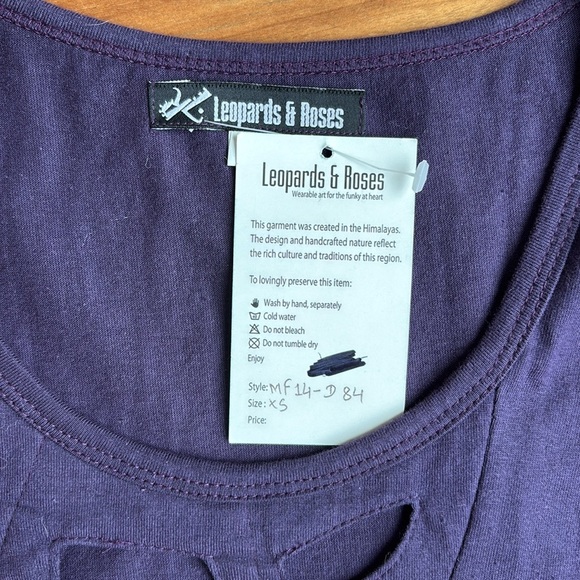 Leopards & Roses
Leopards & Roses
Wearable art for the funky at heart
This garment was created in the Himalayas.
The design and handcrafted nature reflect
the rich culture and traditions of this region.
To lovingly preserve this item:
Wash by hand, separately
Cold water
Do not bleach
Do not tumble dry
Enjoy
Style: MF14-D 84
Size: XS
Price: